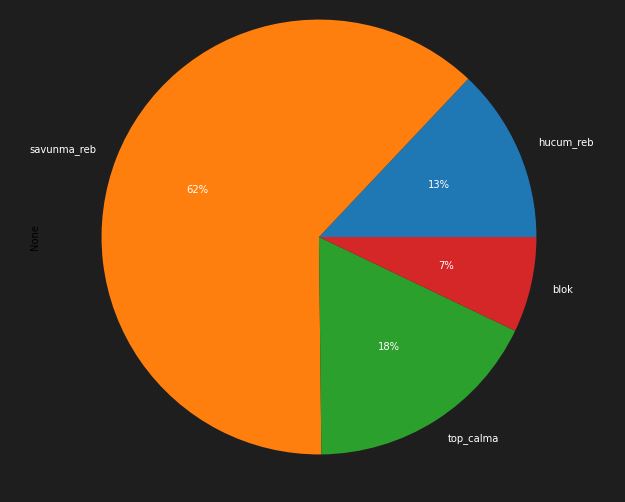 hucum_reb
13%
savunma_reb
62%
None
7%
blok
18%
top_calma